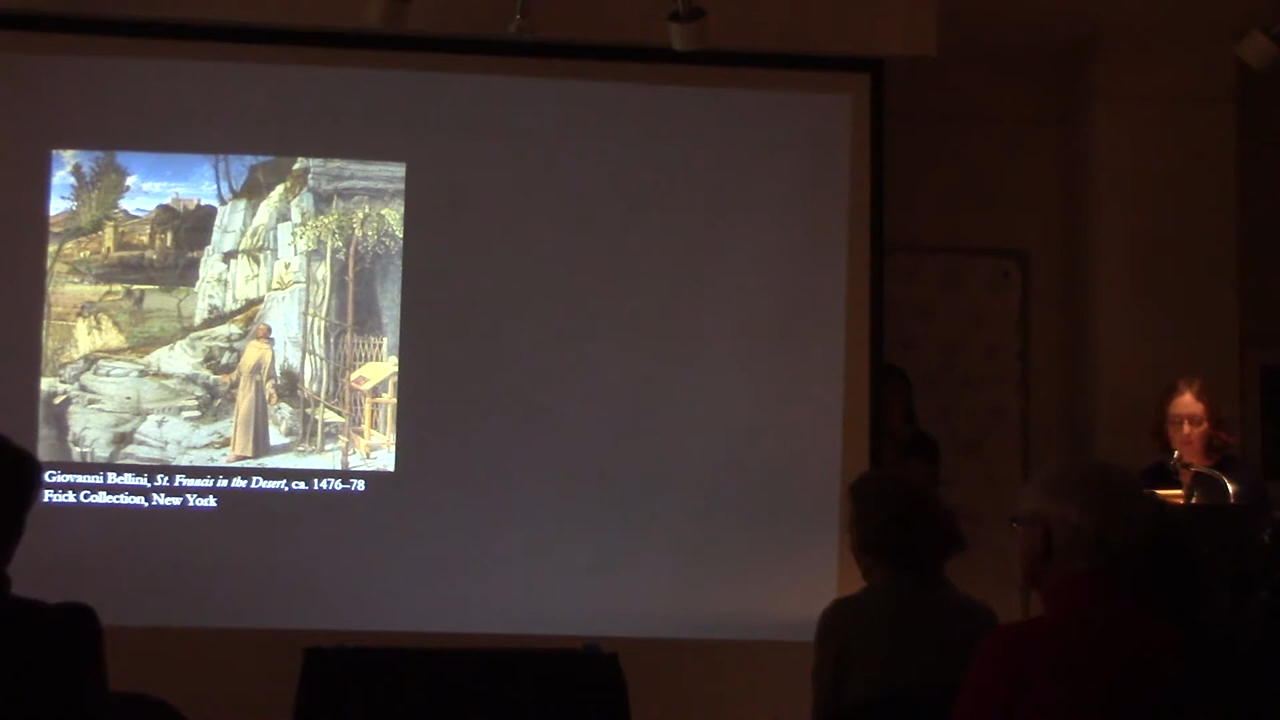 Giovanni Bellini, St. Francis in the Desert, ca. 1476–78
Frick Collection, New York